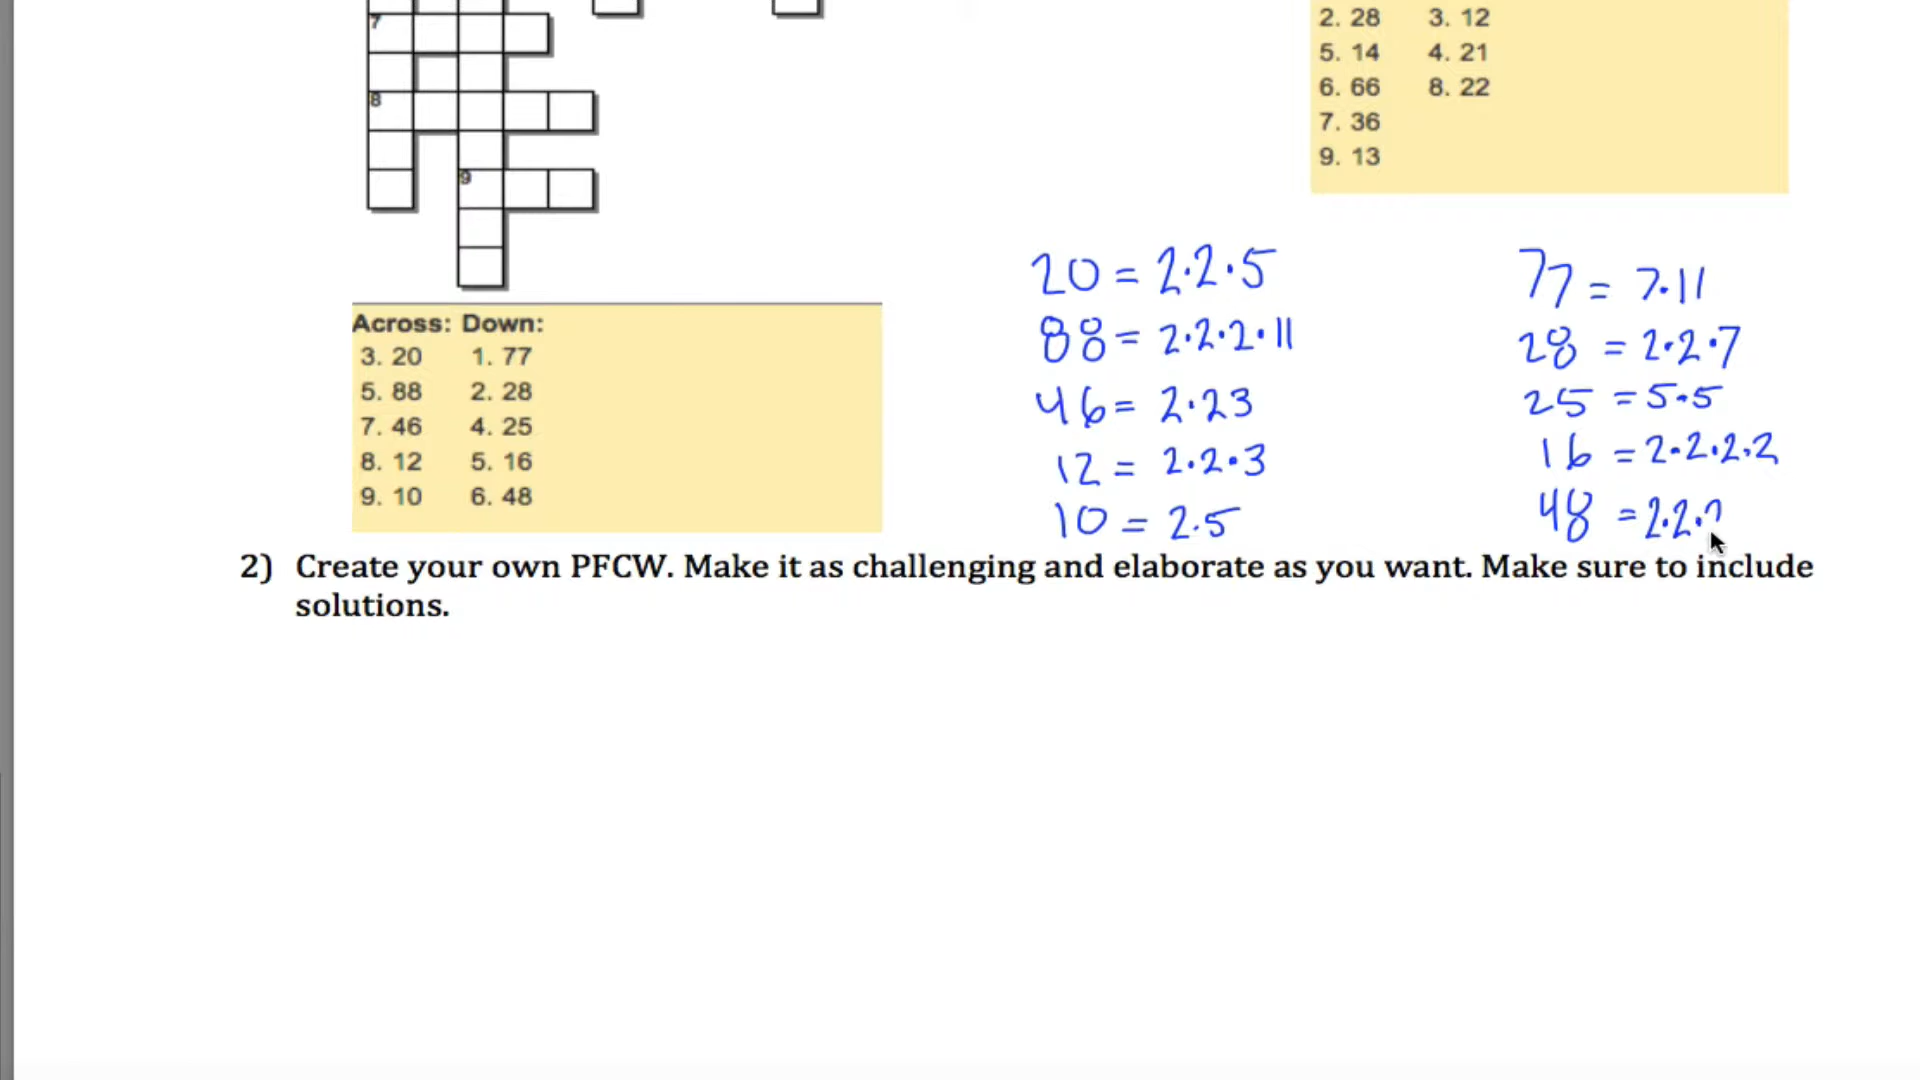 7
8
9
2. 28 3. 12
5. 14 4. 21
6. 66 8. 22
7. 36
9. 13
Across: Down:
3. 20 1. 77
5. 88 2. 28
7. 46 4. 25
8. 12 5. 16
9. 10 6. 48
20 = 2·2·5
88 = 2·2·2·11
46 = 2·23
12 = 2·2·3
10 = 2·5
77 = 7·11
28 = 2·2·7
25 = 5·5
16 = 2·2·2·2
48 = 2·2·
2) Create your own PFCW. Make it as challenging and elaborate as you want. Make sure to include
solutions.